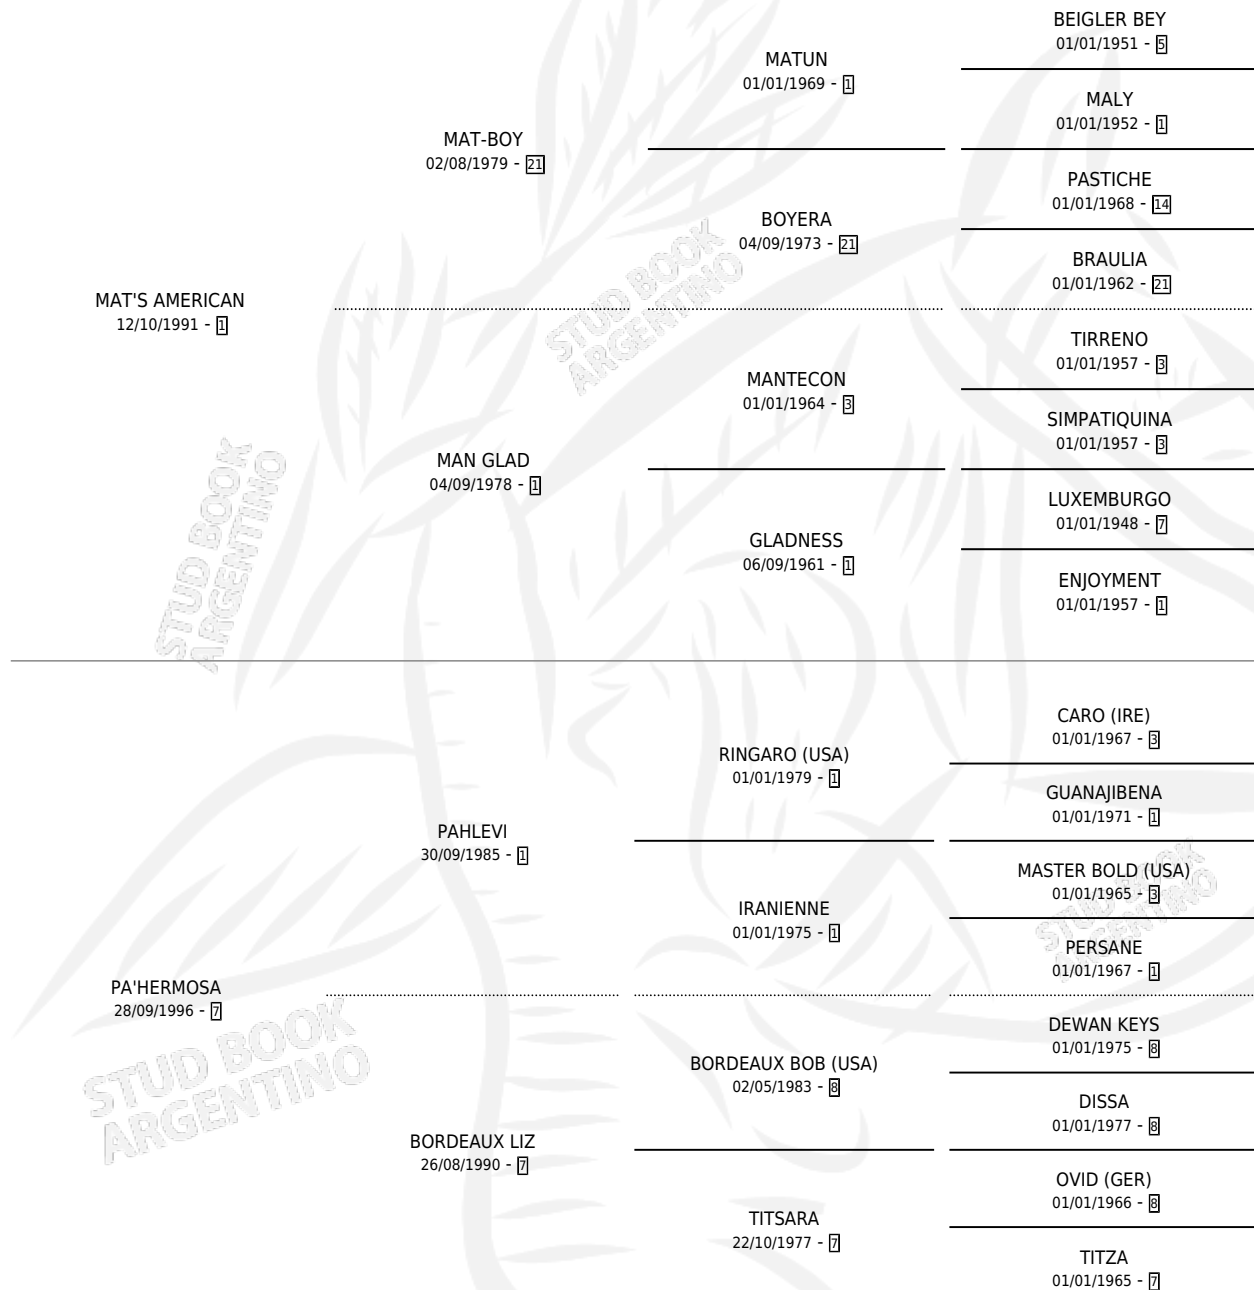 BEIGLER BEY
01/01/1951 - 5
MATUN
01/01/1969 - 1
MALY
01/01/1952 - 1
MAT-BOY
02/08/1979 - 21
PASTICHE
01/01/1968 - 14
BOYERA
04/09/1973 - 21
BRAULIA
01/01/1962 - 21
MAT'S AMERICAN
12/10/1991 - 1
STUD BOOK
ARGENTINO
TIRRENO
01/01/1957 - 3
MANTECON
01/01/1964 - 3
SIMPATIQUINA
01/01/1957 - 3
MAN GLAD
04/09/1978 - 1
LUXEMBURGO
01/01/1948 - 7
GLADNESS
06/09/1961 - 1
ENJOYMENT
01/01/1957 - 1
STUD BOOK
ARGENTINO
CARO (IRE)
01/01/1967 - 3
RINGARO (USA)
01/01/1979 - 1
GUANAJIBENA
01/01/1971 - 1
PAHLEVI
30/09/1985 - 1
MASTER BOLD (USA)
01/01/1965 - 3
IRANIENNE
01/01/1975 - 1
STUD BOOK
ARGENTINO
PERSANE
01/01/1967 - 1
PA'HERMOSA
28/09/1996 - 7
STUD BOOK
ARGENTINO
DEWAN KEYS
01/01/1975 - 8
BORDEAUX BOB (USA)
02/05/1983 - 8
DISSA
01/01/1977 - 8
BORDEAUX LIZ
26/08/1990 - 7
OVID (GER)
01/01/1966 - 8
TITSARA
22/10/1977 - 7
TITZA
01/01/1965 - 7